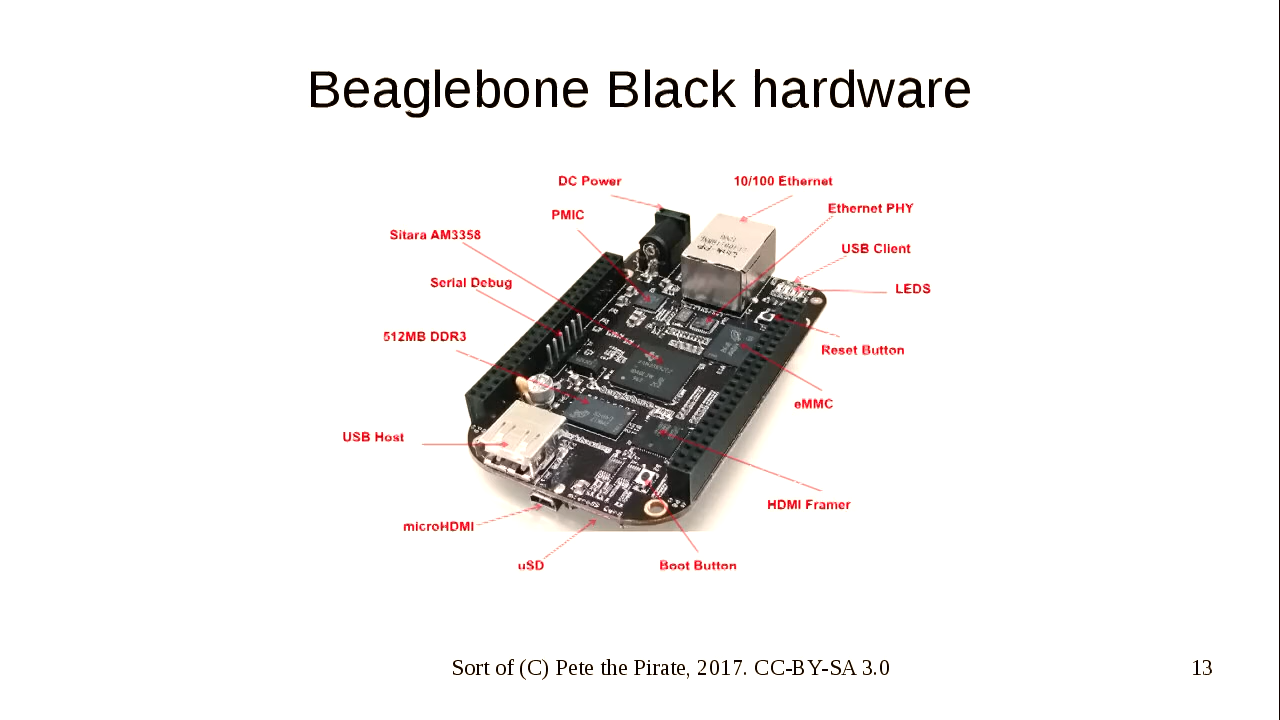 Beaglebone Black hardware
DC Power
10/100 Ethernet
PMIC
Ethernet PHY
Sitara AM3358
USB Client
Serial Debug
LEDS
512MB DDR3
Reset Button
eMMC
USB Host
HDMI Framer
microHDMI
uSD
Boot Button
Sort of (C) Pete the Pirate, 2017. CC-BY-SA 3.0
13